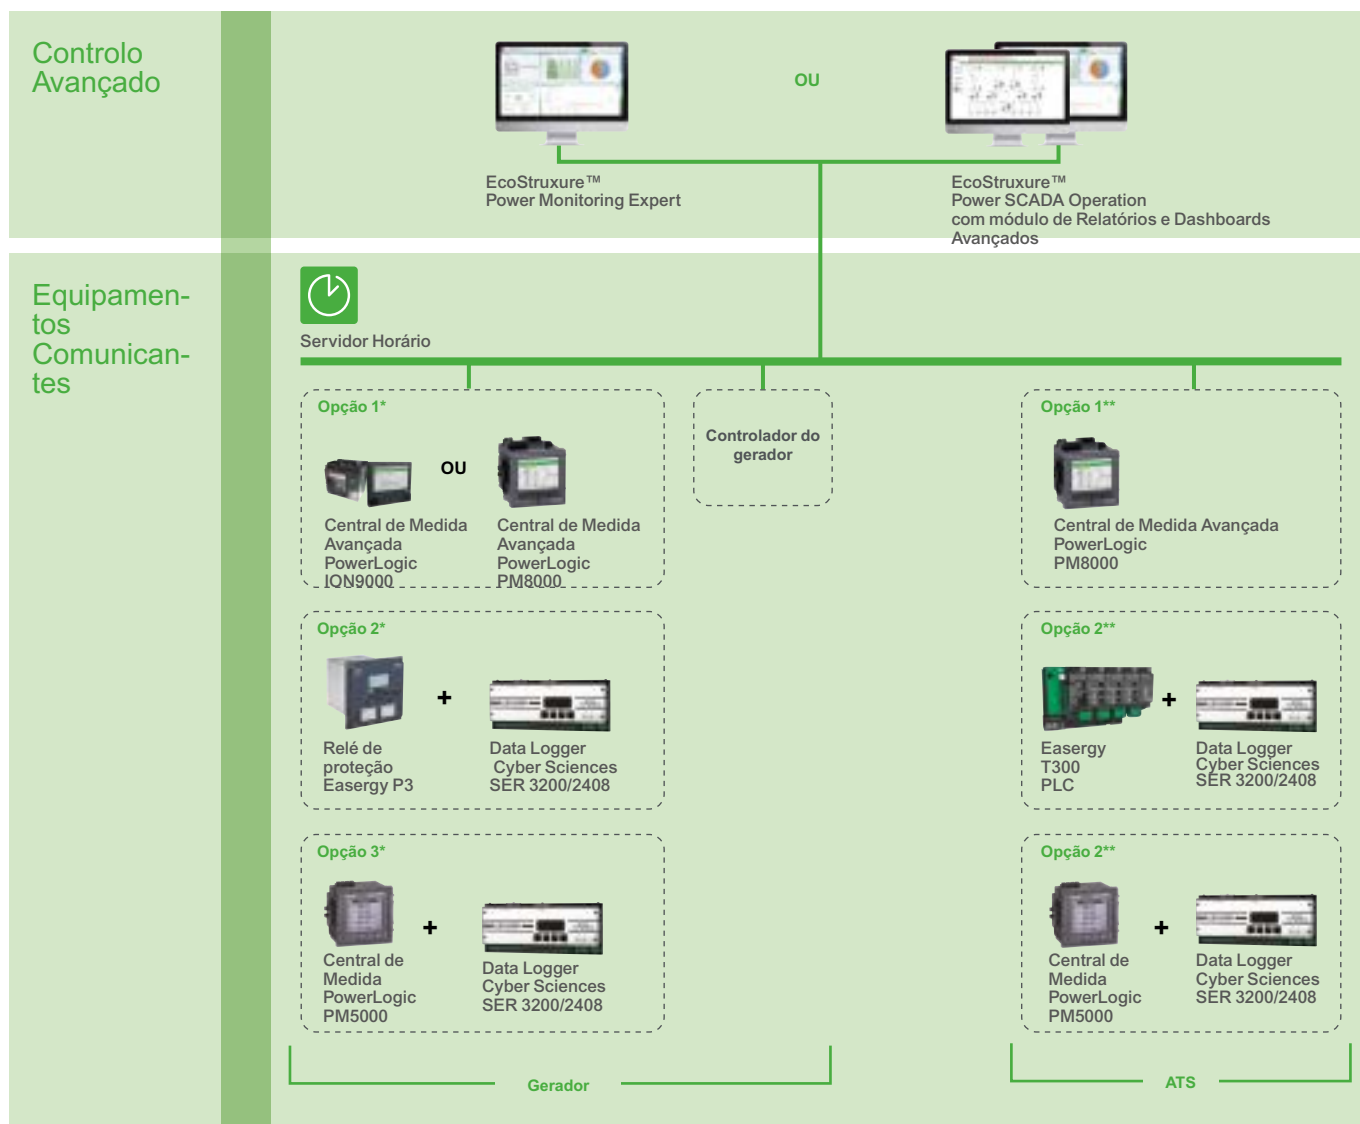 Controlo
Avançado
OU
EcoStruxure™
Power Monitoring Expert
EcoStruxure™
Power SCADA Operation
com módulo de Relatórios e Dashboards
Avançados
Equipamen-
tos
Comunican-
tes
Servidor Horário
Opção 1*
OU
Central de Medida
Avançada
PowerLogic
ION9000
Central de Medida
Avançada
PowerLogic
PM8000
Controlador do
gerador
Opção 1**
Central de Medida Avançada
PowerLogic
PM8000
Opção 2*
+
Relé de
proteção
Easergy P3
Data Logger
Cyber Sciences
SER 3200/2408
Opção 2**
+
Easergy
T300
PLC
Data Logger
Cyber Sciences
SER 3200/2408
Opção 3*
+
Central de
Medida
PowerLogic
PM5000
Data Logger
Cyber Sciences
SER 3200/2408
Opção 2**
+
Central de
Medida
PowerLogic
PM5000
Data Logger
Cyber Sciences
SER 3200/2408
Gerador
ATS